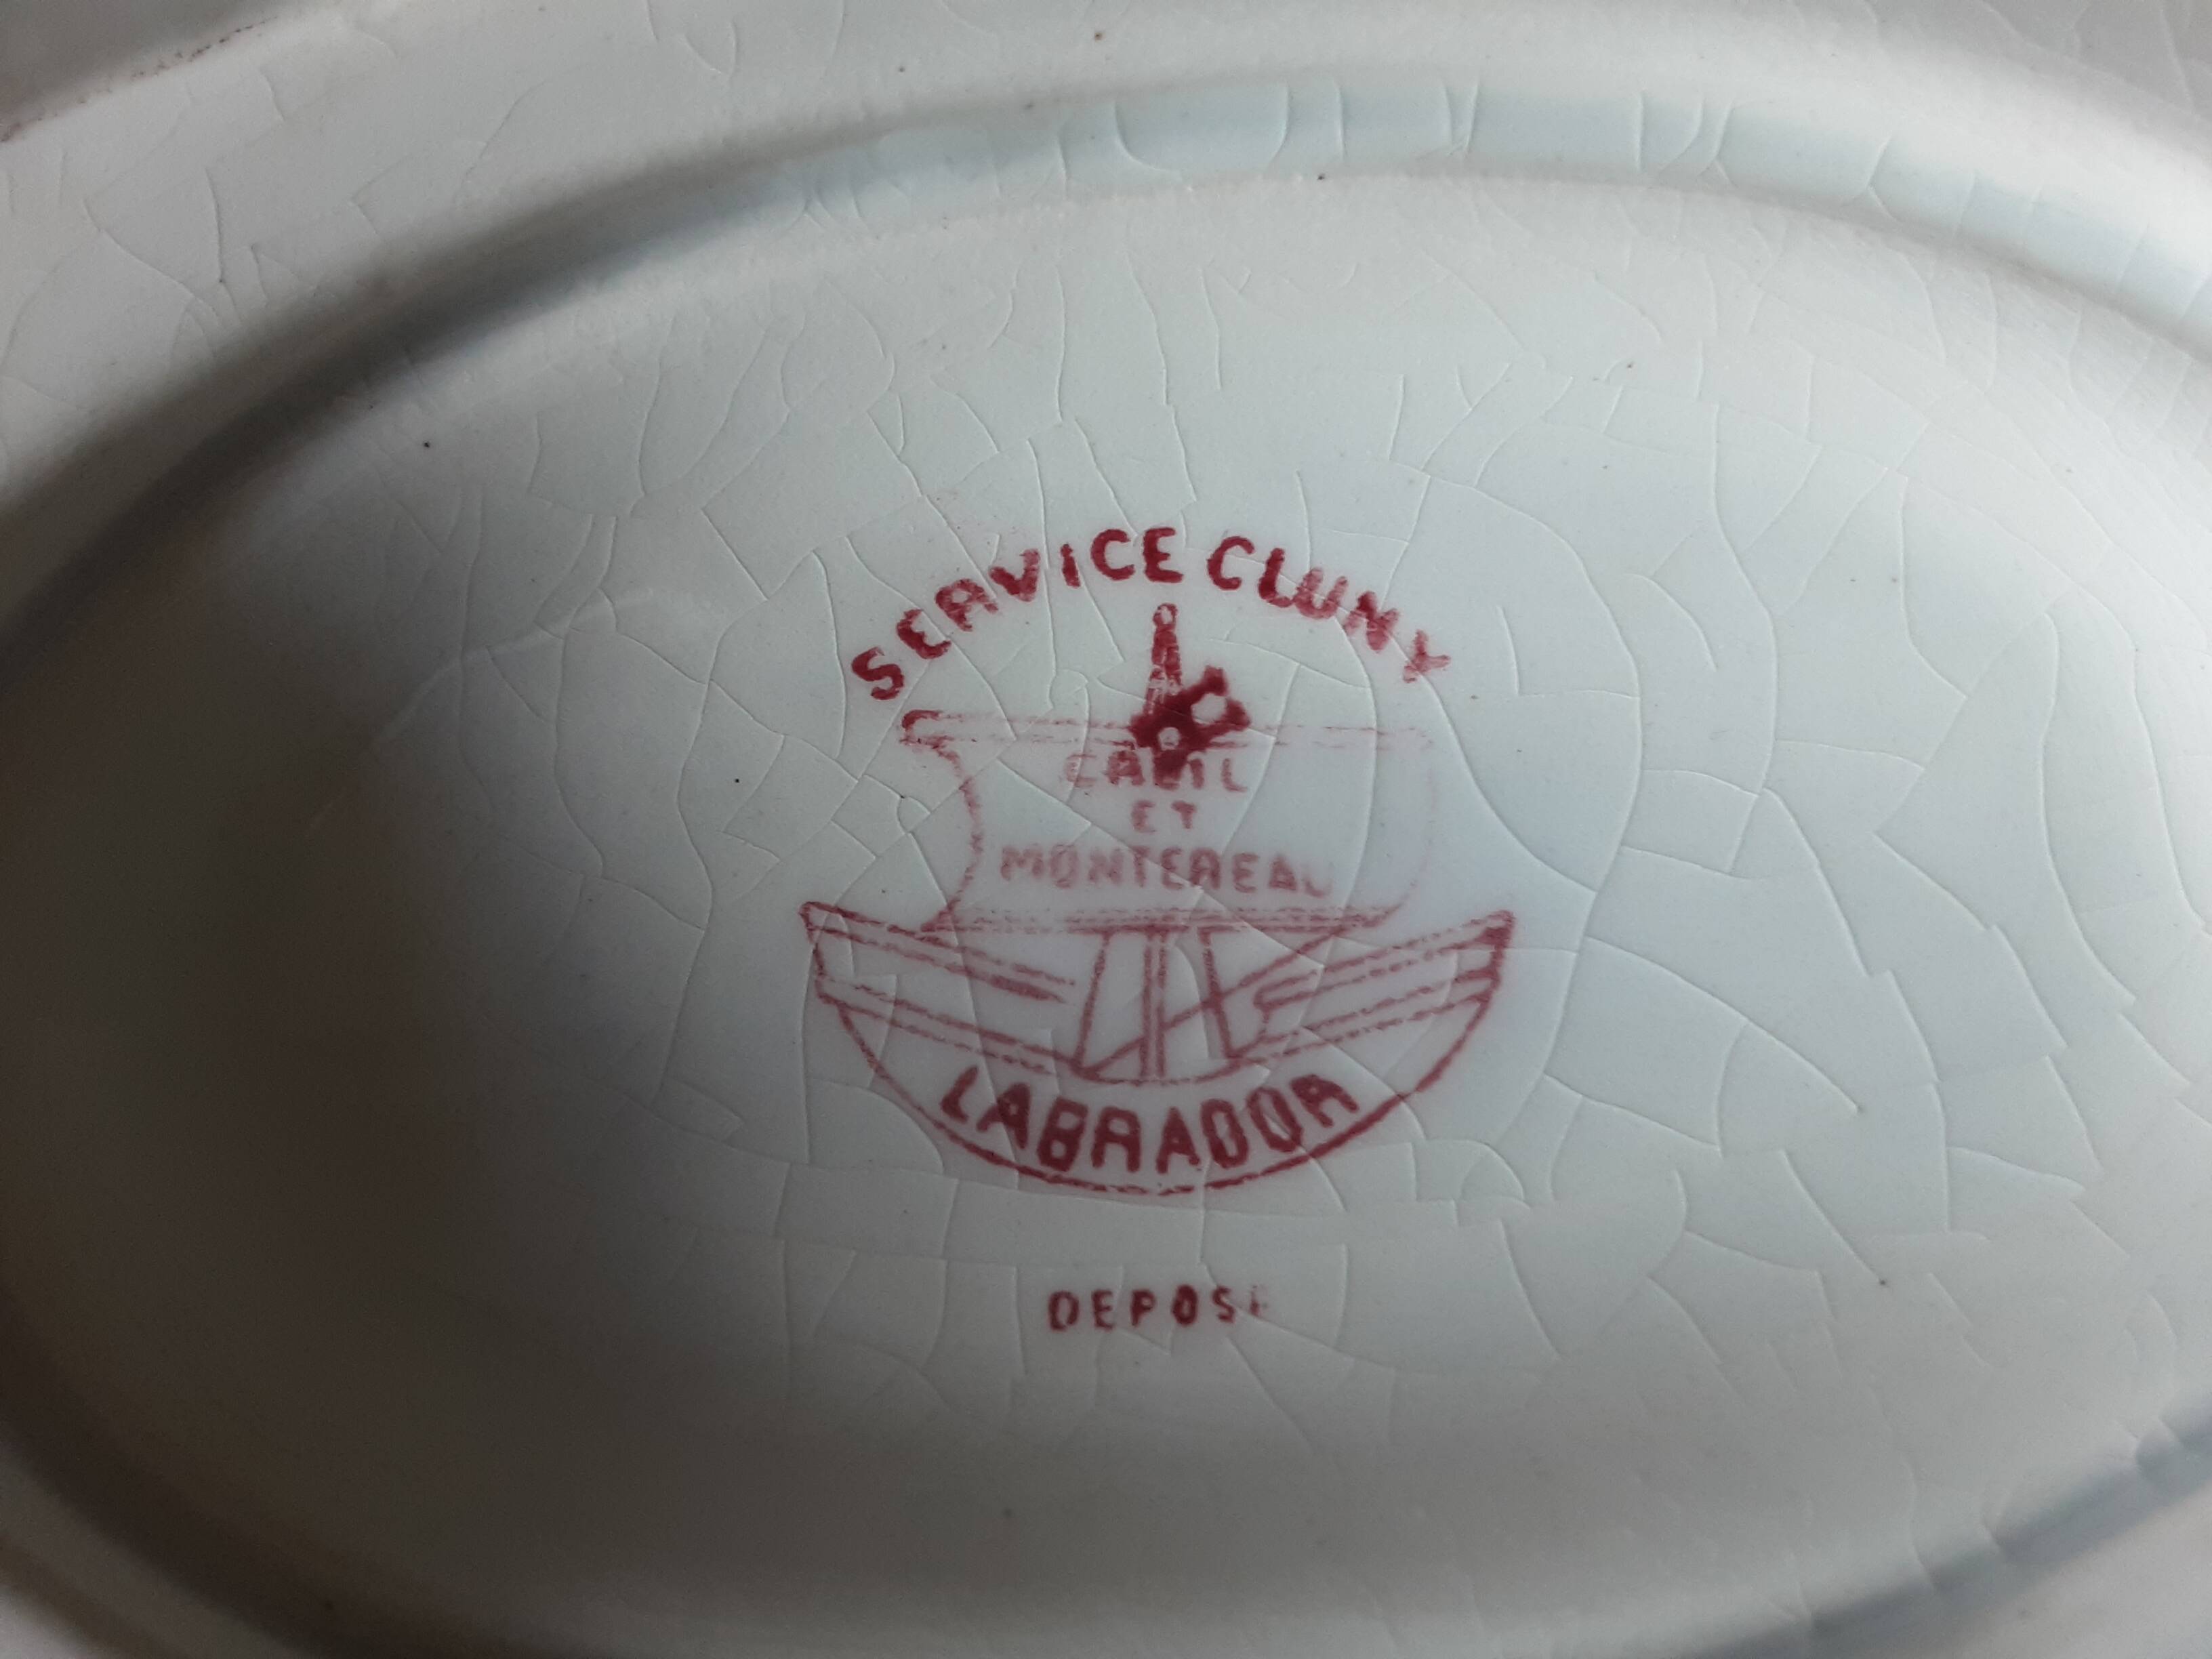 SERVICE CLUNY
CREIL
ET
MONTEREAU
LABRADOR
DEPOSE